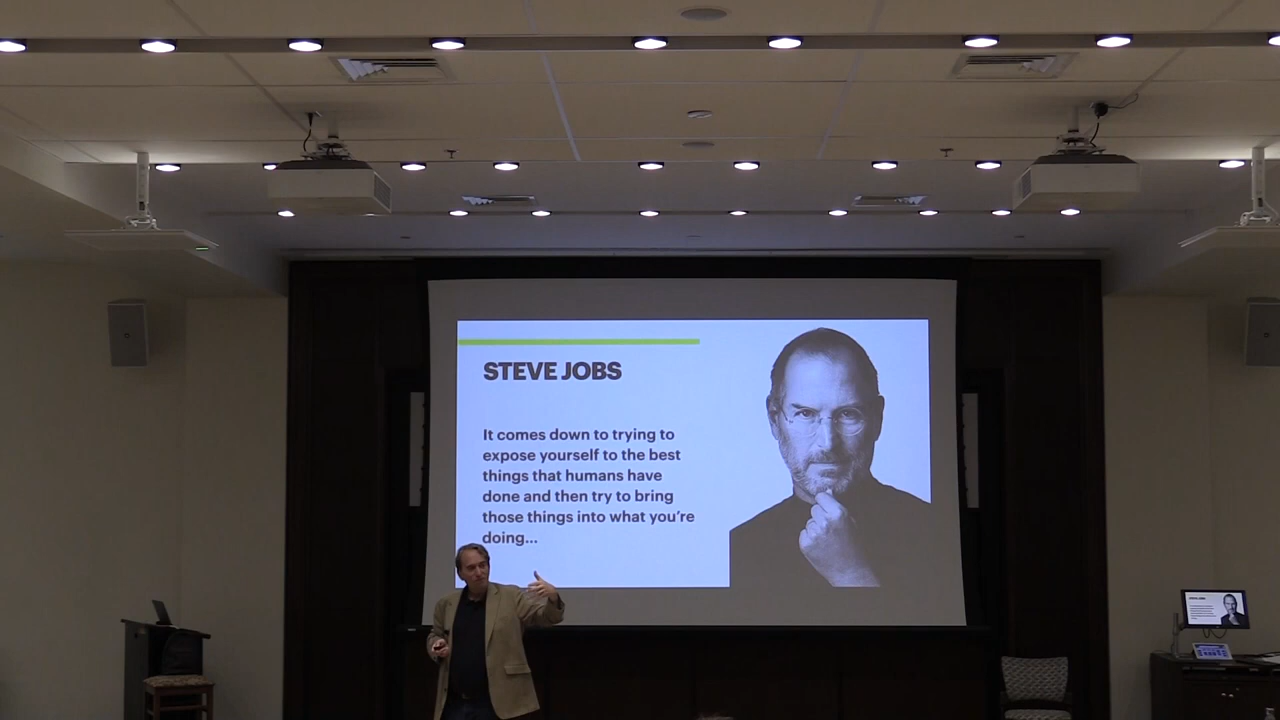 STEVE JOBS
It comes down to trying to
expose yourself to the best
things that humans have
done and then try to bring
those things into what you're
doing...